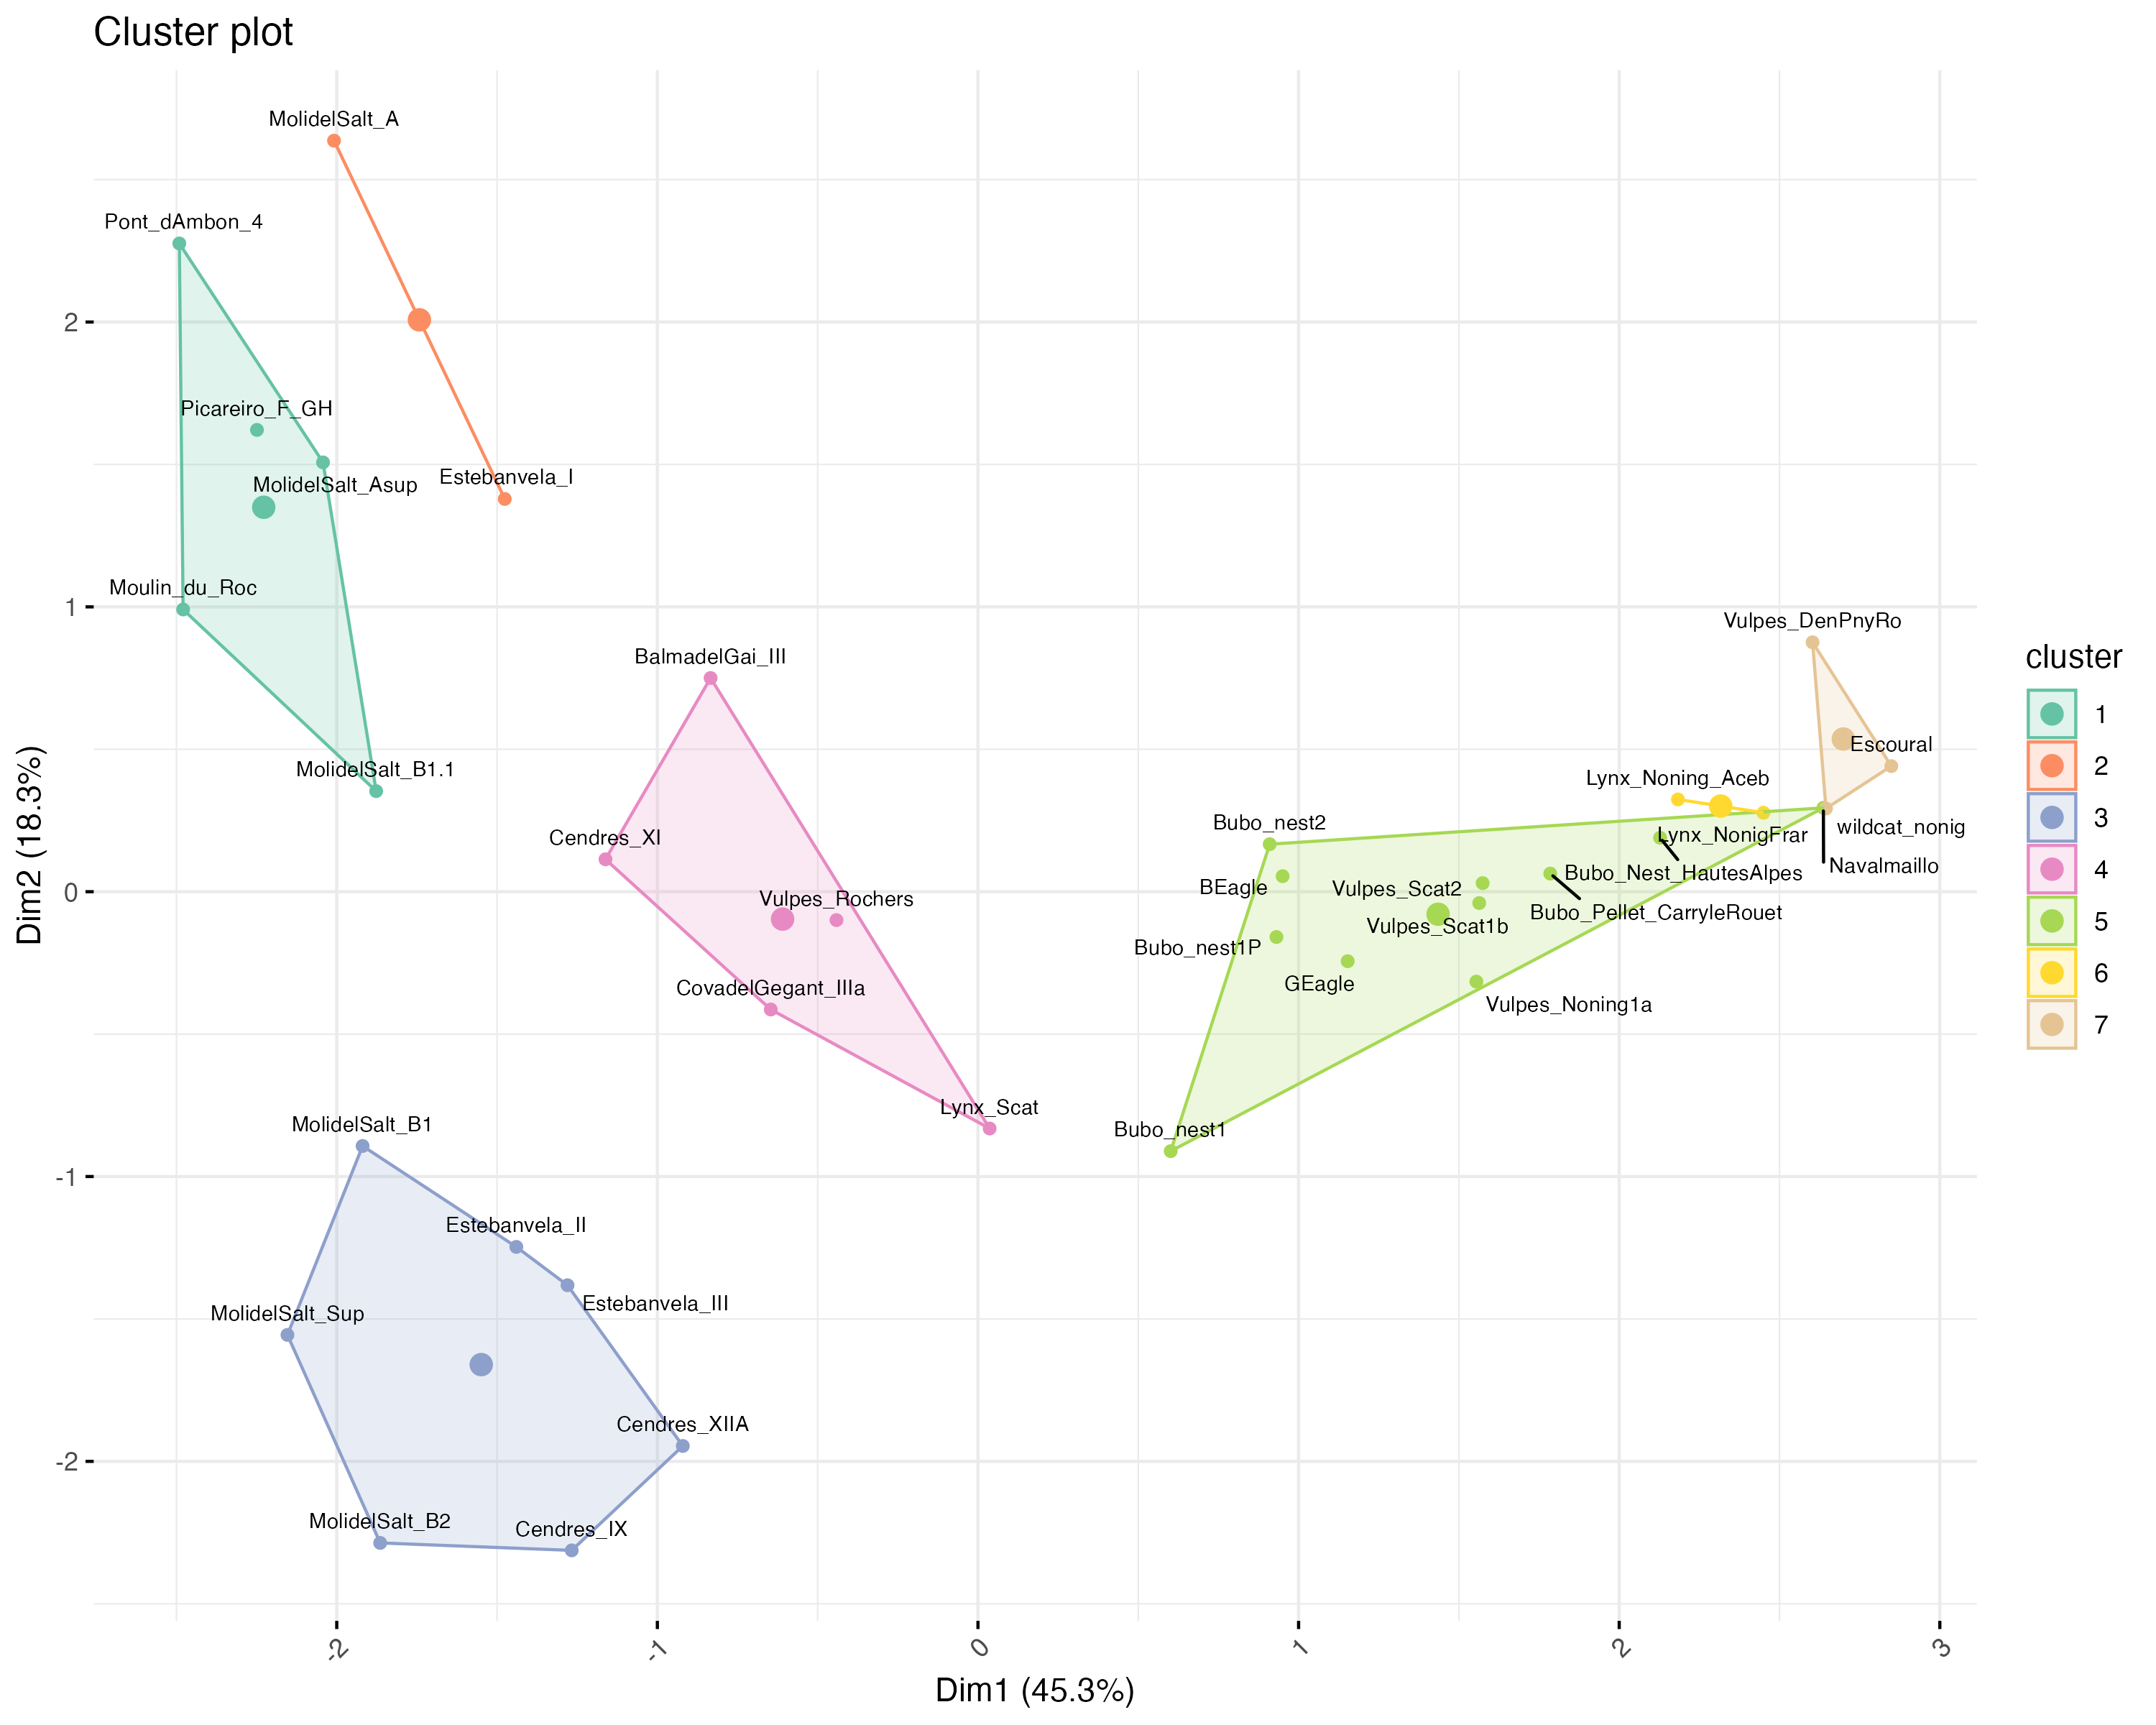 Cluster plot
MolidelSalt_A
Pont_dAmbon_4
Picareiro_F_GH
Estebanvela_I
MolidelSalt_Asup
Moulin_du_Roc
MolidelSalt_B1.1
BalmadelGai_III
Cendres_XI
Vulpes_Rochers
CovadelGegant_IIIa
Lynx_Scat
Vulpes_DenPnyRo
Escoural
Lynx_Noning_Aceb
Bubo_nest2
wildcat_nonig
Lynx_NonigFrar
Navalmaillo
Bubo_Nest_HautesAlpes
BEagle
Vulpes_Scat2
Bubo_Pellet_CarryleRouet
Vulpes_Scat1b
Bubo_nest1P
GEagle
Vulpes_Noning1a
Bubo_nest1
MolidelSalt_B1
Estebanvela_II
Estebanvela_III
MolidelSalt_Sup
Cendres_XIIA
MolidelSalt_B2
Cendres_IX
2
1
0
-1
-2
Dim2 (18.3%)
-2
-1
0
1
2
3
Dim1 (45.3%)
cluster
1
2
3
4
5
6
7